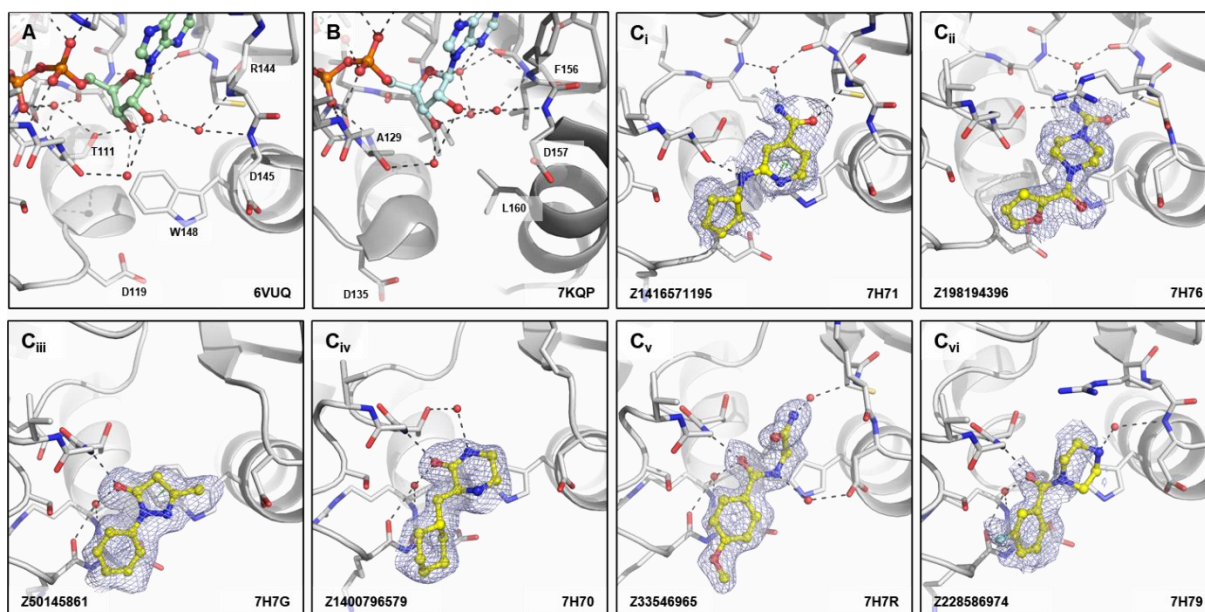 A
R144
T111
D145
W148
D119
6VUQ
B
F156
A129
D157
L160
D135
7KQP
Ci
Z1416571195
7H71
Cii
Z198194396
7H76
Ciii
Z50145861
7H7G
Civ
Z1400796579
7H70
Cv
Z33546965
7H7R
Cvi
Z228586974
7H79